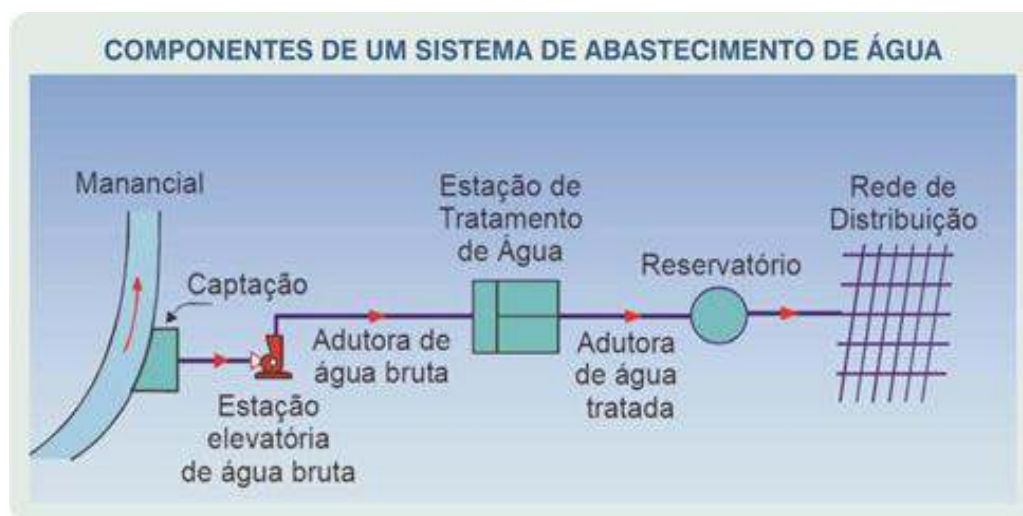 COMPONENTES DE UM SISTEMA DE ABASTECIMENTO DE ÁGUA
Manancial
Captação
Estação
elevatória
de água bruta
Adutora de
água bruta
Estação de
Tratamento
de Água
Adutora
de água
tratada
Reservatório
Rede de
Distribuição